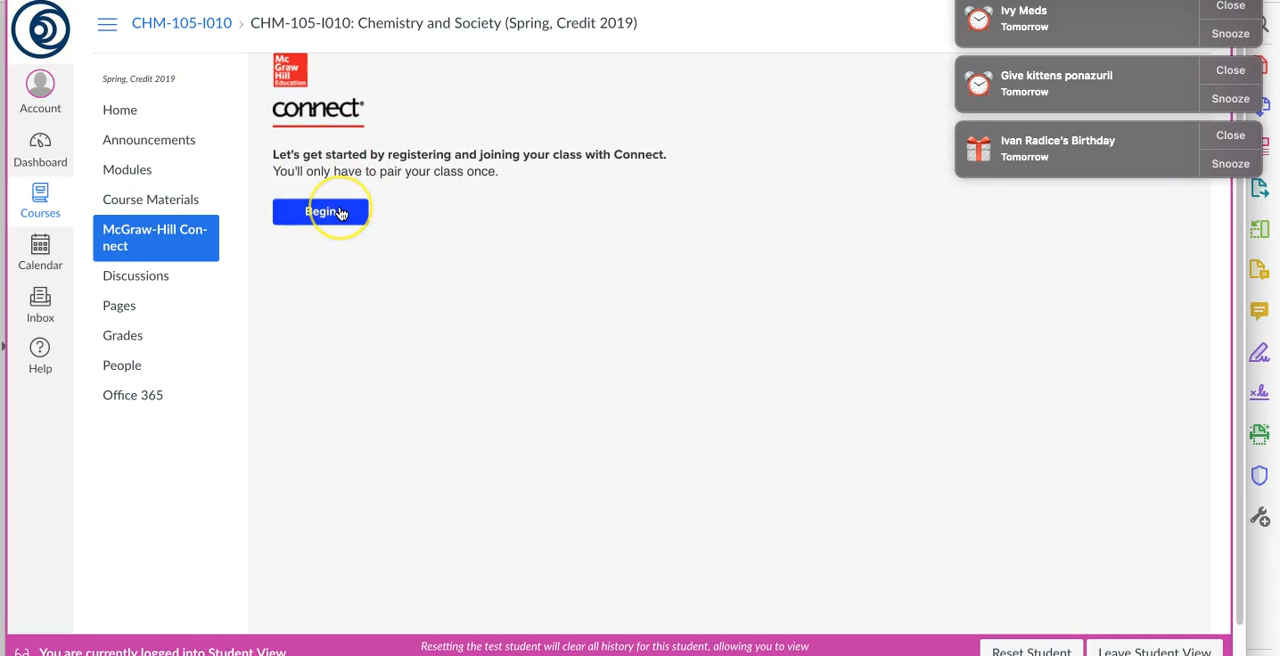 CHM-105-I010 › CHM-105-I010: Chemistry and Society (Spring, Credit 2019)
Account
Dashboard
Courses
Calendar
Inbox
Help
Spring, Credit 2019
Home
Announcements
Modules
Course Materials
McGraw-Hill Con-
nect
Discussions
Pages
Grades
People
Office 365
Mc
Graw
Hill
Education
connect®
Let's get started by registering and joining your class with Connect.
You'll only have to pair your class once.
Begin
Ivy Meds
Tomorrow
Close
Snooze
Give kittens ponazuril
Tomorrow
Close
Snooze
Ivan Radice's Birthday
Tomorrow
Close
Snooze
You are currently logged into Student View
Resetting the test student will clear all history for this student, allowing you to view
Reset Student
Leave Student View